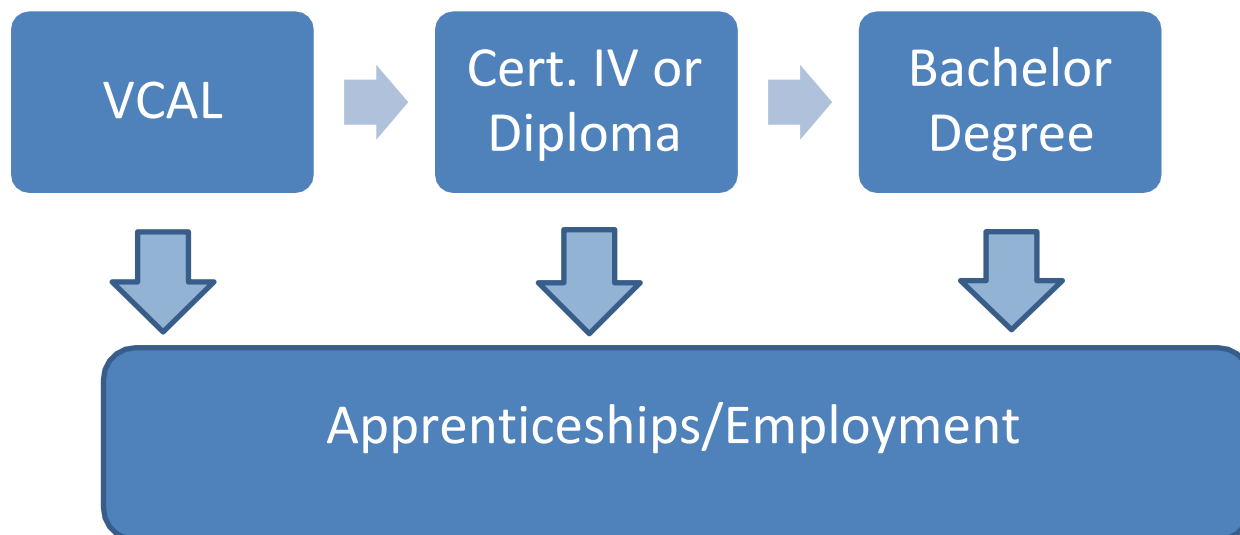 VCAL
Cert. IV or
Diploma
Bachelor
Degree
Apprenticeships/Employment